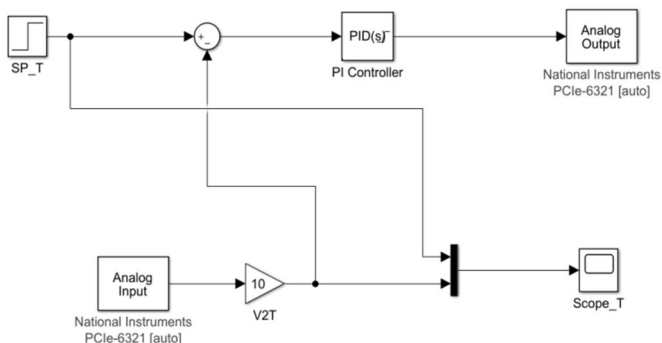 SP_T
+
−
PID(s)
PI Controller
Analog
Output
National Instruments
PCIe-6321 [auto]
Analog
Input
National Instruments
PCIe-6321 [auto]
10
V2T
Scope_T